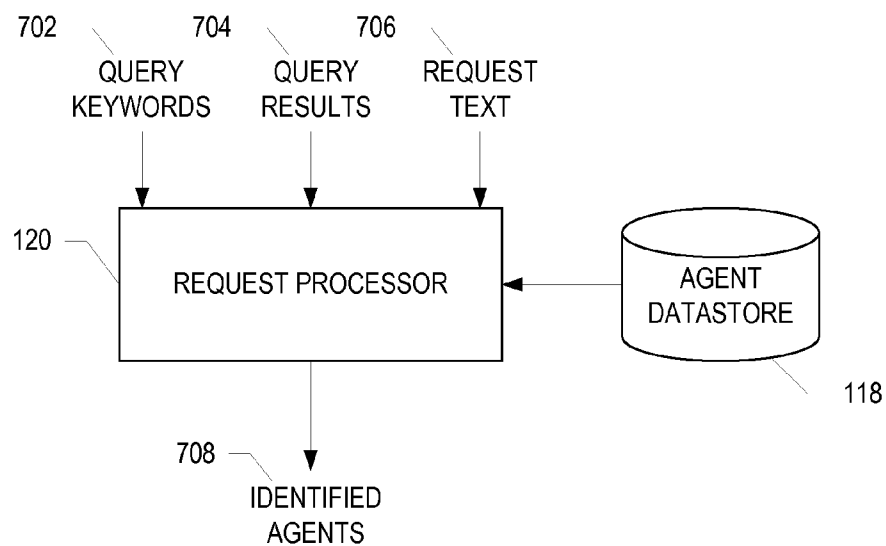 702
704
706
QUERY
KEYWORDS
QUERY
RESULTS
REQUEST
TEXT
120
REQUEST PROCESSOR
AGENT
DATASTORE
118
708
IDENTIFIED
AGENTS